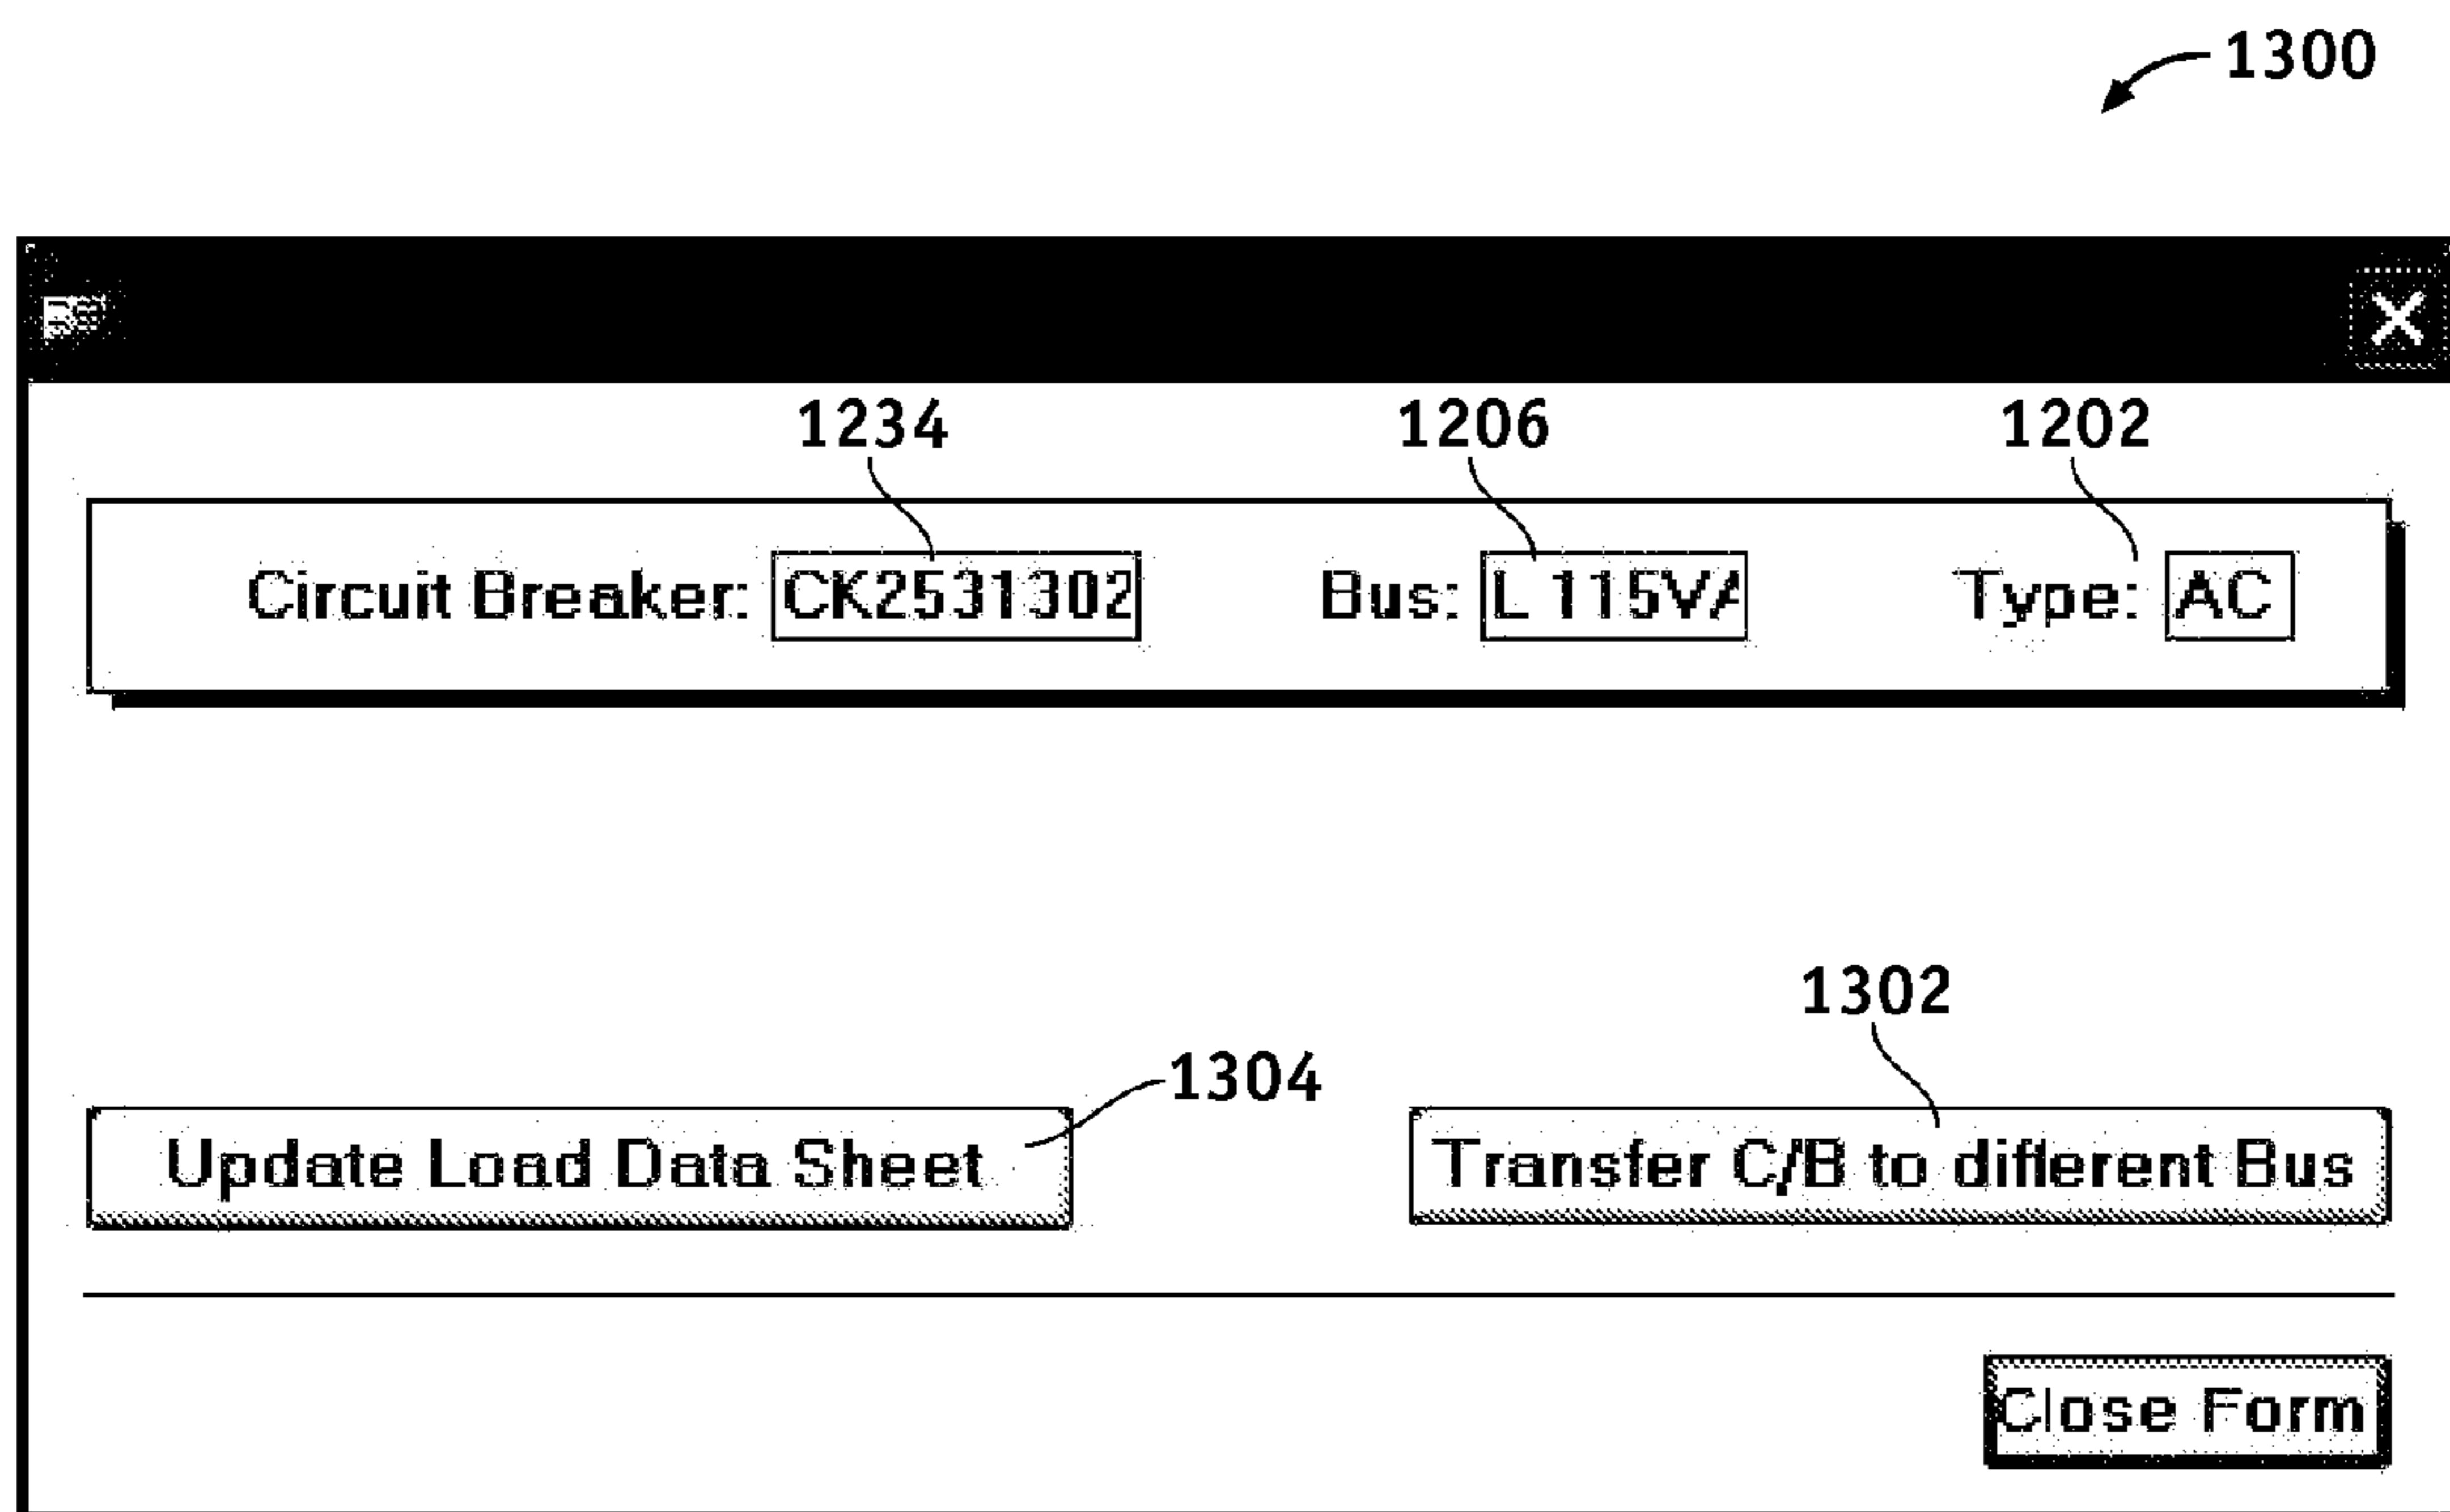 1300
1234 1206 1202
Circuit Breaker: CK2531302 Bus: L 115VA Type: AC
1302
1304
Update Load Data Sheet Transfer C/B to different Bus
Close Form